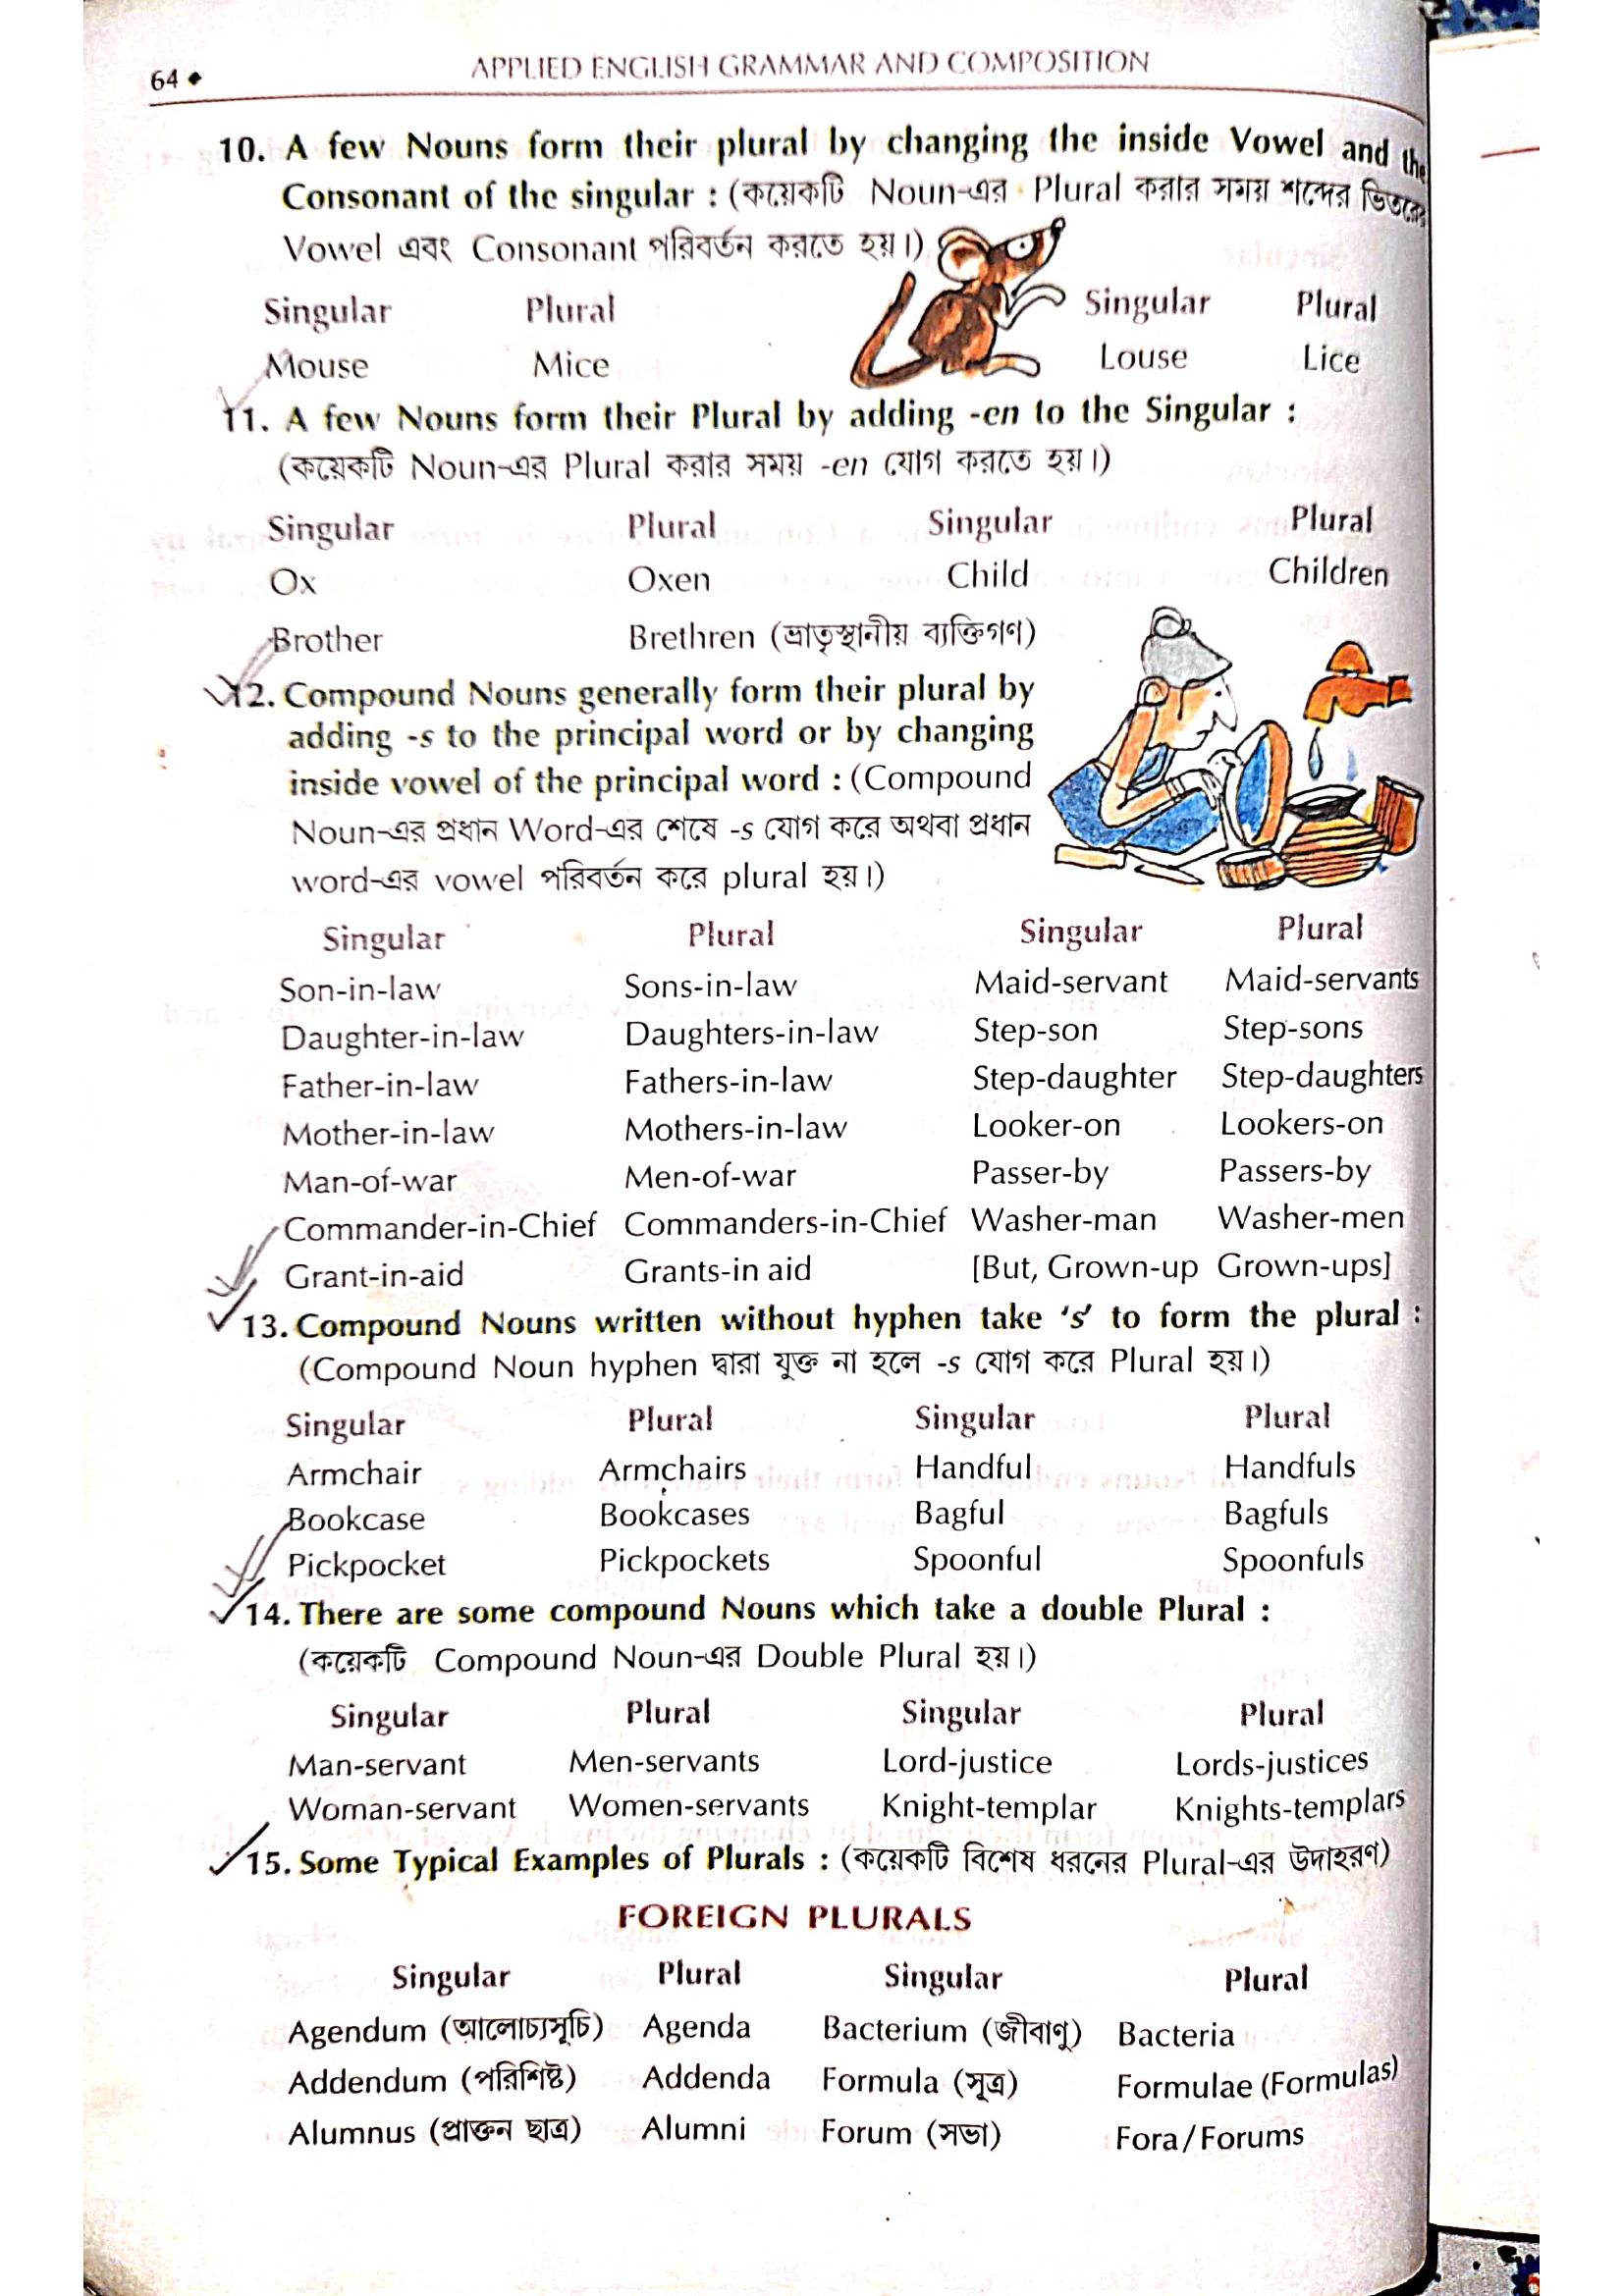 64 ◆ APPLIED ENGLISH GRAMMAR AND COMPOSITION
10. A few Nouns form their plural by changing the inside Vowel and the
Consonant of the singular : (কয়েকটি Noun-এর Plural করার সময় শব্দের ভিতরের
Vowel এবং Consonant পরিবর্তন করতে হয়।)
Singular Plural Singular Plural
Mouse Mice Louse Lice
11. A few Nouns form their Plural by adding -en to the Singular :
(কয়েকটি Noun-এর Plural করার সময় -en যোগ করতে হয়।)
Singular Plural Singular Plural
Ox Oxen Child Children
Brother Brethren (ভ্রাতৃস্থানীয় ব্যক্তিগণ)
12. Compound Nouns generally form their plural by
adding -s to the principal word or by changing
inside vowel of the principal word : (Compound
Noun-এর প্রধান Word-এর শেষে -s যোগ করে অথবা প্রধান
word-এর vowel পরিবর্তন করে plural হয়।)
Singular Plural Singular Plural
Son-in-law Sons-in-law Maid-servant Maid-servants
Daughter-in-law Daughters-in-law Step-son Step-sons
Father-in-law Fathers-in-law Step-daughter Step-daughters
Mother-in-law Mothers-in-law Looker-on Lookers-on
Man-of-war Men-of-war Passer-by Passers-by
Commander-in-Chief Commanders-in-Chief Washer-man Washer-men
Grant-in-aid Grants-in aid [But, Grown-up Grown-ups]
13. Compound Nouns written without hyphen take ‘s’ to form the plural :
(Compound Noun hyphen দ্বারা যুক্ত না হলে -s যোগ করে Plural হয়।)
Singular Plural Singular Plural
Armchair Armchairs Handful Handfuls
Bookcase Bookcases Bagful Bagfuls
Pickpocket Pickpockets Spoonful Spoonfuls
14. There are some compound Nouns which take a double Plural :
(কয়েকটি Compound Noun-এর Double Plural হয়।)
Singular Plural Singular Plural
Man-servant Men-servants Lord-justice Lords-justices
Woman-servant Women-servants Knight-templar Knights-templars
15. Some Typical Examples of Plurals : (কয়েকটি বিশেষ ধরনের Plural-এর উদাহরণ)
FOREIGN PLURALS
Singular Plural Singular Plural
Agendum (আলোচ্যসূচি) Agenda Bacterium (জীবাণু) Bacteria
Addendum (পরিশিষ্ট) Addenda Formula (সূত্র) Formulae (Formulas)
Alumnus (প্রাক্তন ছাত্র) Alumni Forum (সভা) Fora/Forums